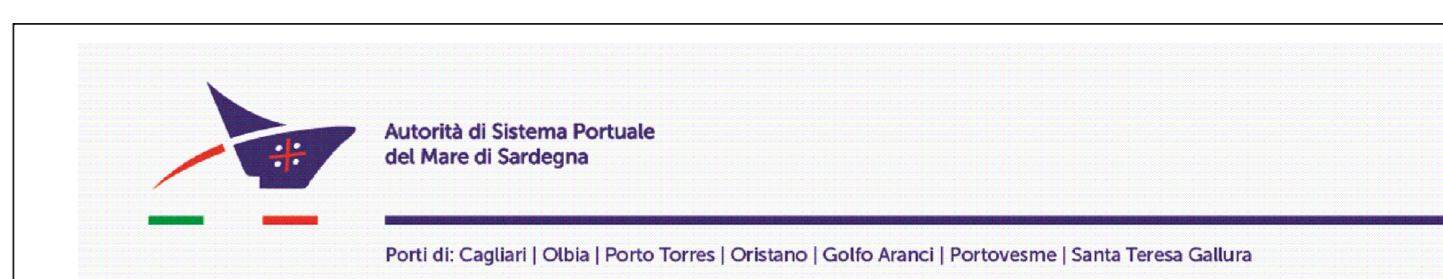 Autorità di Sistema Portuale
del Mare di Sardegna
Porti di: Cagliari | Olbia | Porto Torres | Oristano | Golfo Aranci | Portovesme | Santa Teresa Gallura